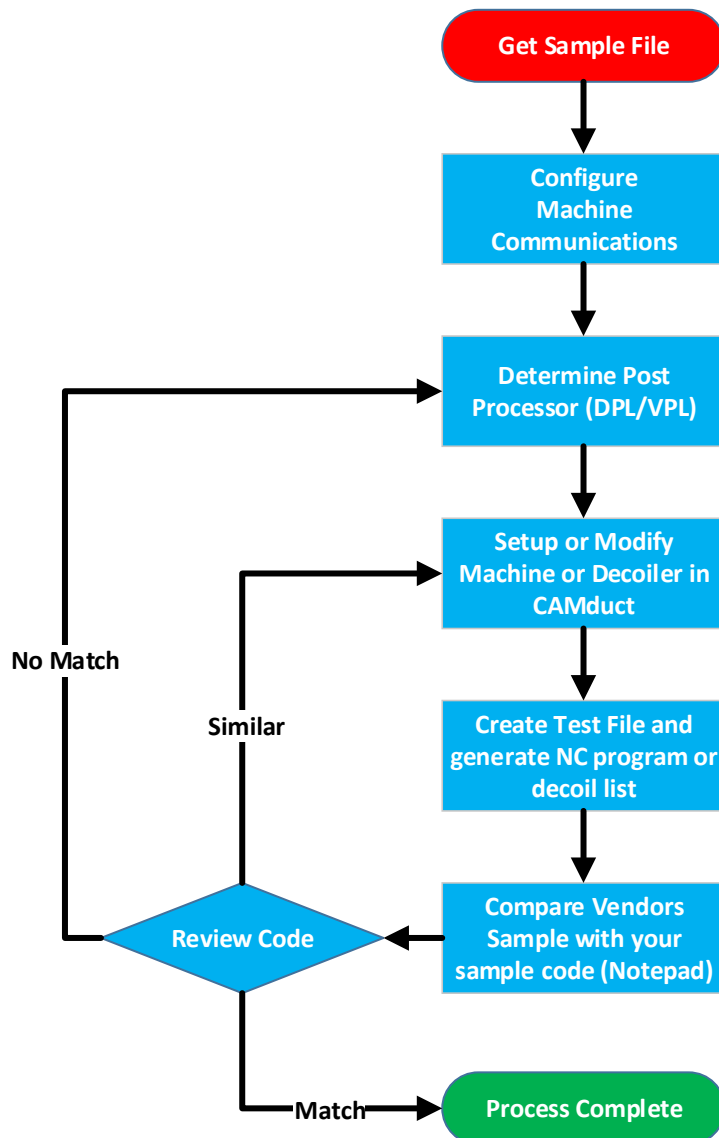 Get Sample File
Configure
Machine
Communications
Determine Post
Processor (DPL/VPL)
Setup or Modify
Machine or Decoiler in
CAMduct
No Match
Similar
Create Test File and
generate NC program or
decoil list
Review Code
Compare Vendors
Sample with your
sample code (Notepad)
Match
Process Complete